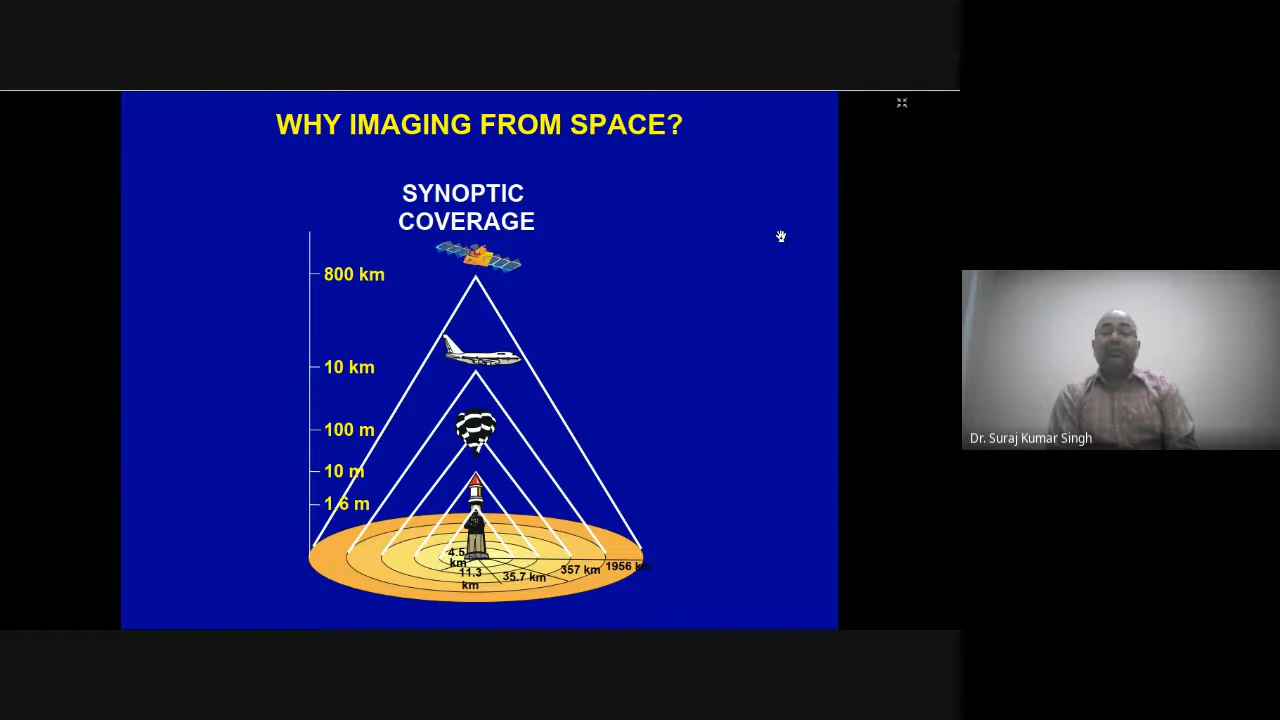 WHY IMAGING FROM SPACE?
SYNOPTIC
COVERAGE
800 km
10 km
100 m
10 m
1.6 m
4.5
km
11.3
km
35.7 km
357 km
1956 km
Dr. Suraj Kumar Singh